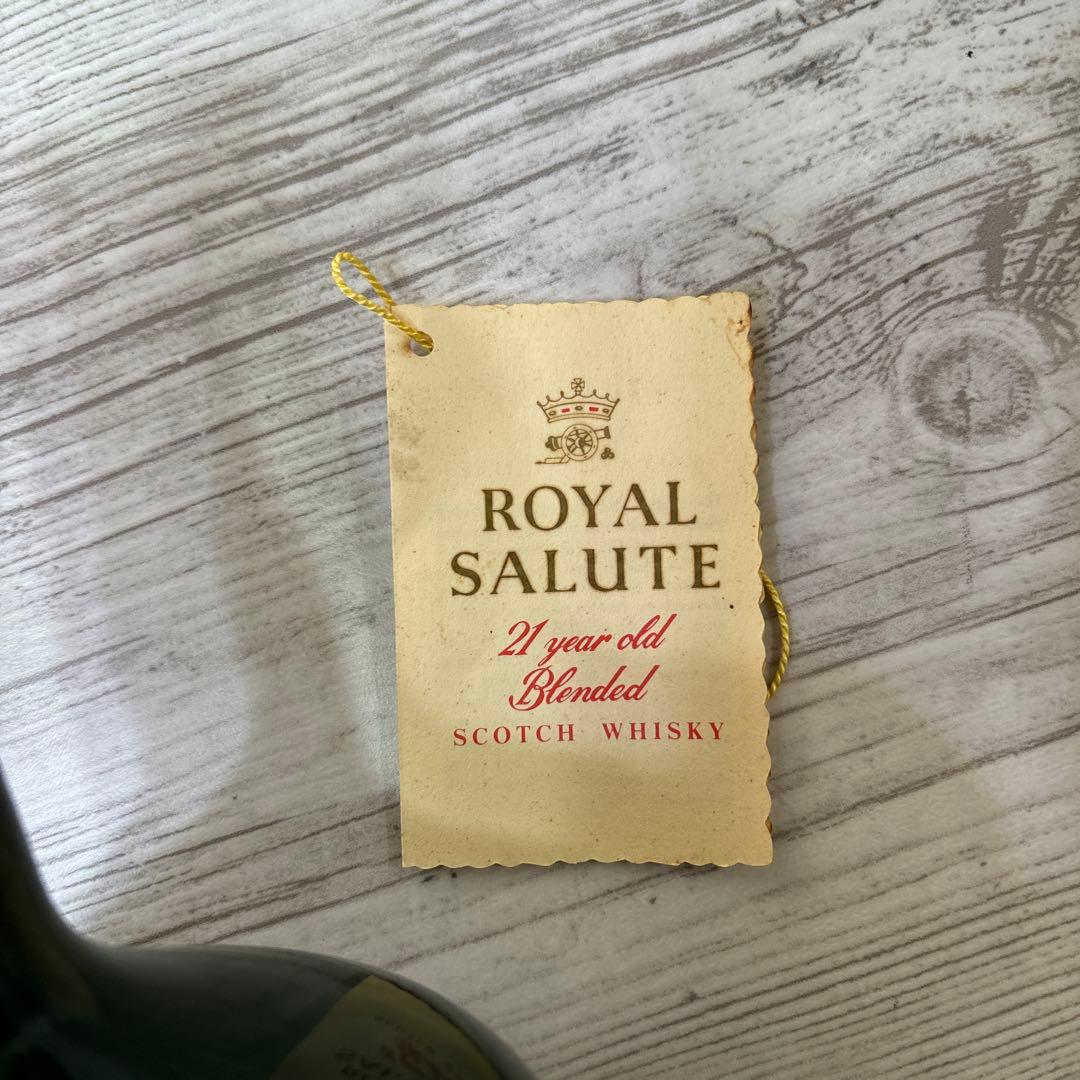 ROYAL
SALUTE
21 year old
Blended
SCOTCH WHISKY